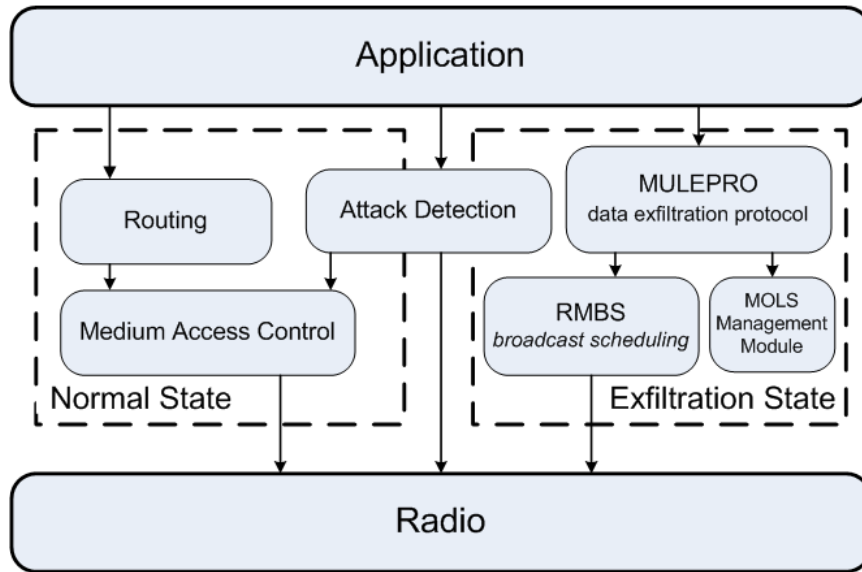 Application
Routing
Attack Detection
MULEPRO
data exfiltration protocol
Medium Access Control
RMBS
broadcast scheduling
MOLS
Management
Module
Normal State
Exfiltration State
Radio